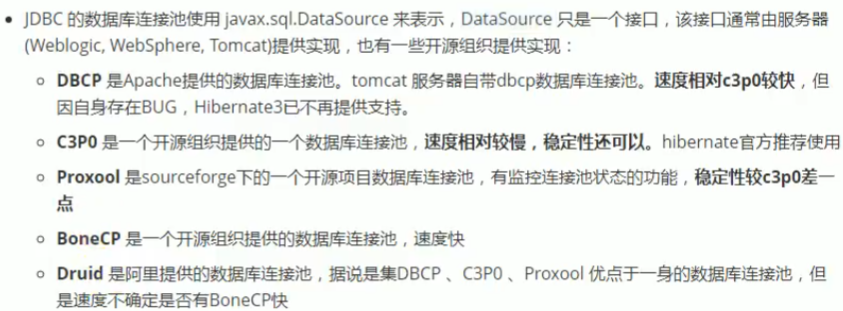 JDBC 的数据库连接池使用 javax.sql.DataSource 来表示，DataSource 只是一个接口，该接口通常由服务器
(Weblogic, WebSphere, Tomcat)提供实现，也有一些开源组织提供实现：
DBCP 是Apache提供的数据库连接池。tomcat 服务器自带dbcp数据库连接池。速度相对c3p0较快，但
因自身存在BUG，Hibernate3已不再提供支持。
C3P0 是一个开源组织提供的一个数据库连接池，速度相对较慢，稳定性还可以。hibernate官方推荐使用
Proxool 是sourceforge下的一个开源项目数据库连接池，有监控连接池状态的功能，稳定性较c3p0差一
点
BoneCP 是一个开源组织提供的数据库连接池，速度快
Druid 是阿里提供的数据库连接池，据说是集DBCP 、C3P0 、Proxool 优点于一身的数据库连接池，但
是速度不确定是否有BoneCP快